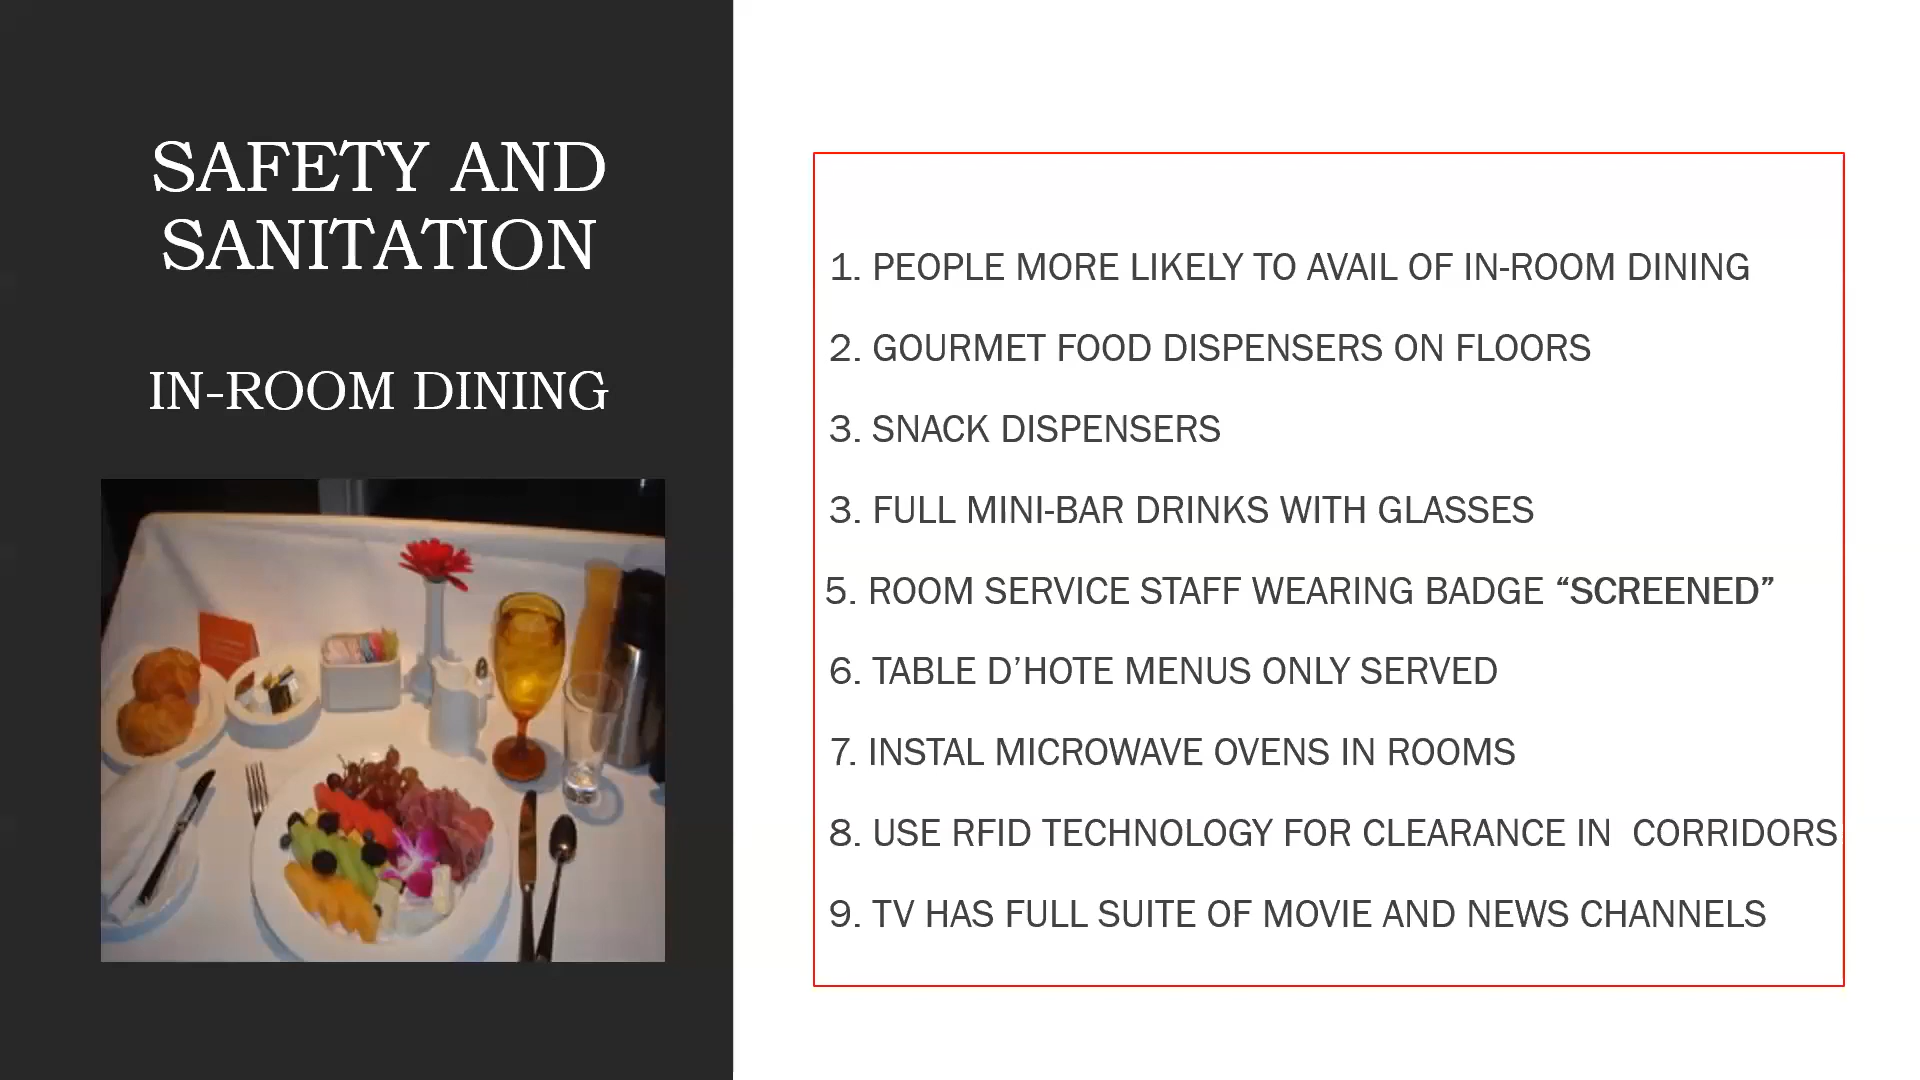 SAFETY AND
SANITATION
IN-ROOM DINING
1. PEOPLE MORE LIKELY TO AVAIL OF IN-ROOM DINING
2. GOURMET FOOD DISPENSERS ON FLOORS
3. SNACK DISPENSERS
3. FULL MINI-BAR DRINKS WITH GLASSES
5. ROOM SERVICE STAFF WEARING BADGE “SCREENED”
6. TABLE D’HOTE MENUS ONLY SERVED
7. INSTAL MICROWAVE OVENS IN ROOMS
8. USE RFID TECHNOLOGY FOR CLEARANCE IN  CORRIDORS
9. TV HAS FULL SUITE OF MOVIE AND NEWS CHANNELS